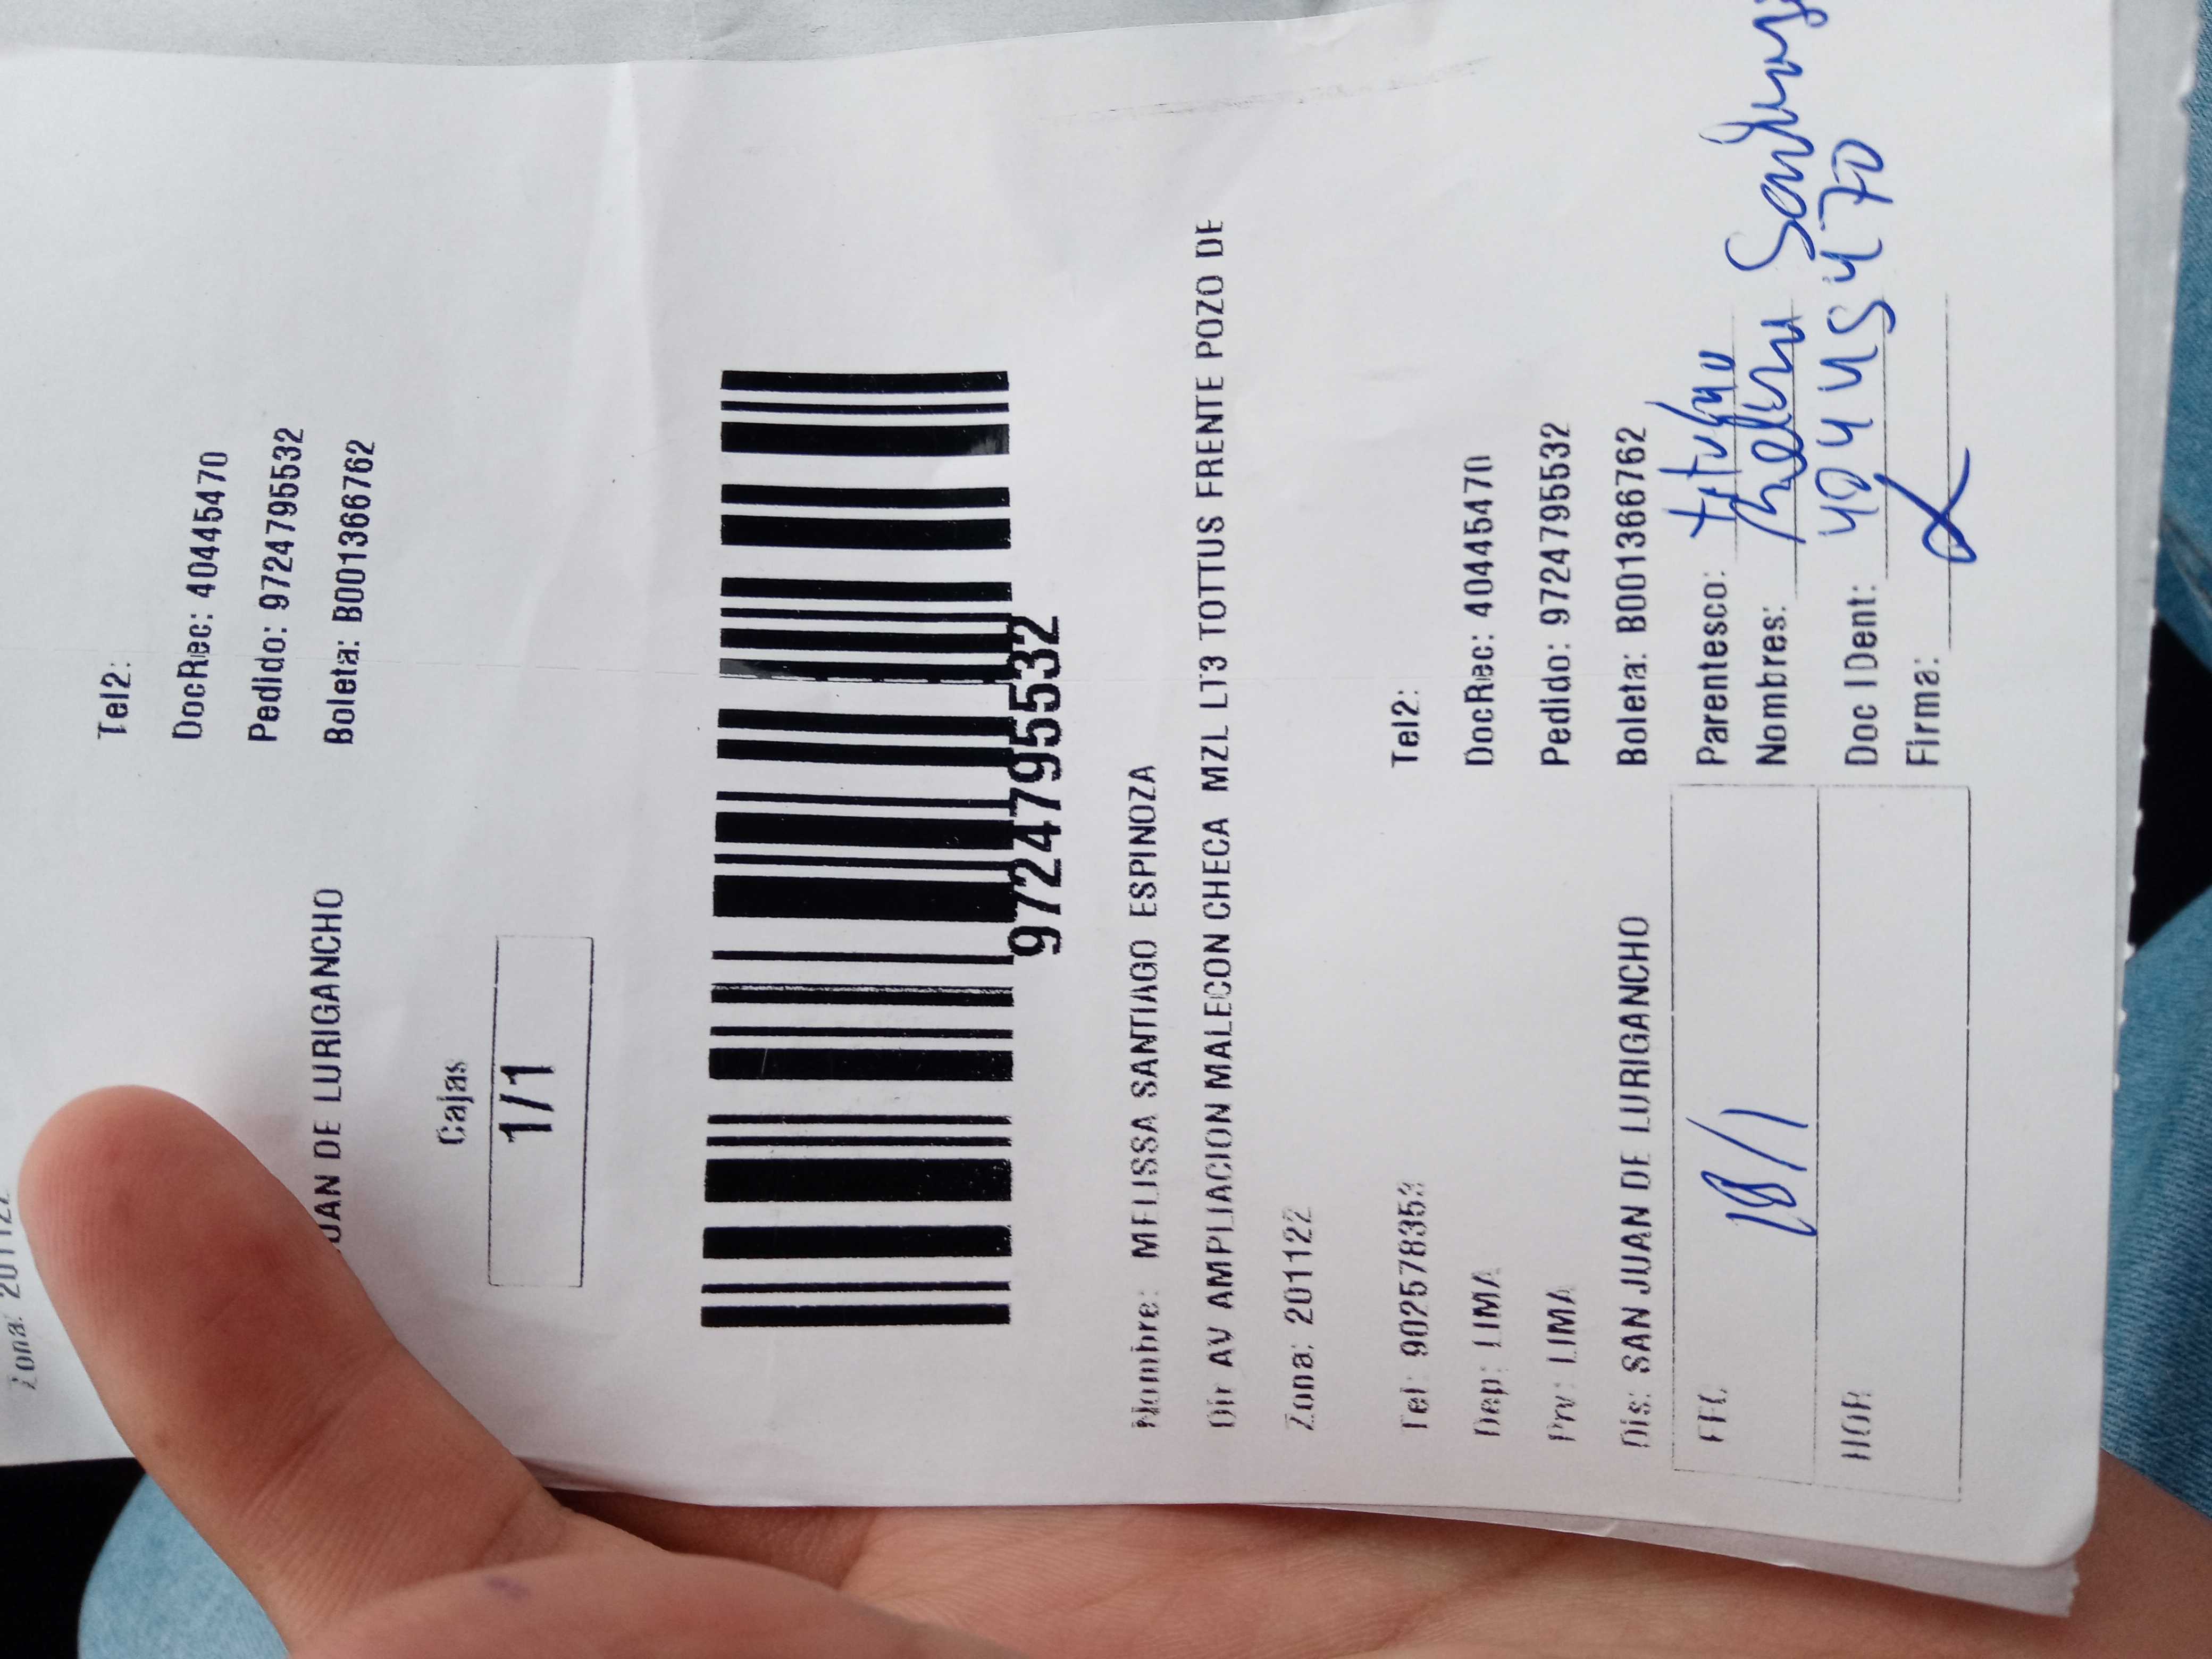 Zona: 201122
Tel2:
DocRec: 40445470
Pedido: 9724795532
JUAN DE LURIGANCHO
Boleta: B001366762
Cajas
1/1
9724795532
Nombre: MELISSA SANTIAGO ESPINOZA
Dir AV AMPLIACION MALECON CHECA MZL LT3 TOTTUS FRENTE POZO DE
Zona: 201122
Tel: 902578353
Tel2:
Dep: LIMA
DocRec: 40445470
Prv: LIMA
Pedido: 9724795532
Dis: SAN JUAN DE LURIGANCHO
Boleta: B001366762
FEC
18/1
Parentesco: titular
Nombres:
HOR
Doc IDent: 40445470
Firma: